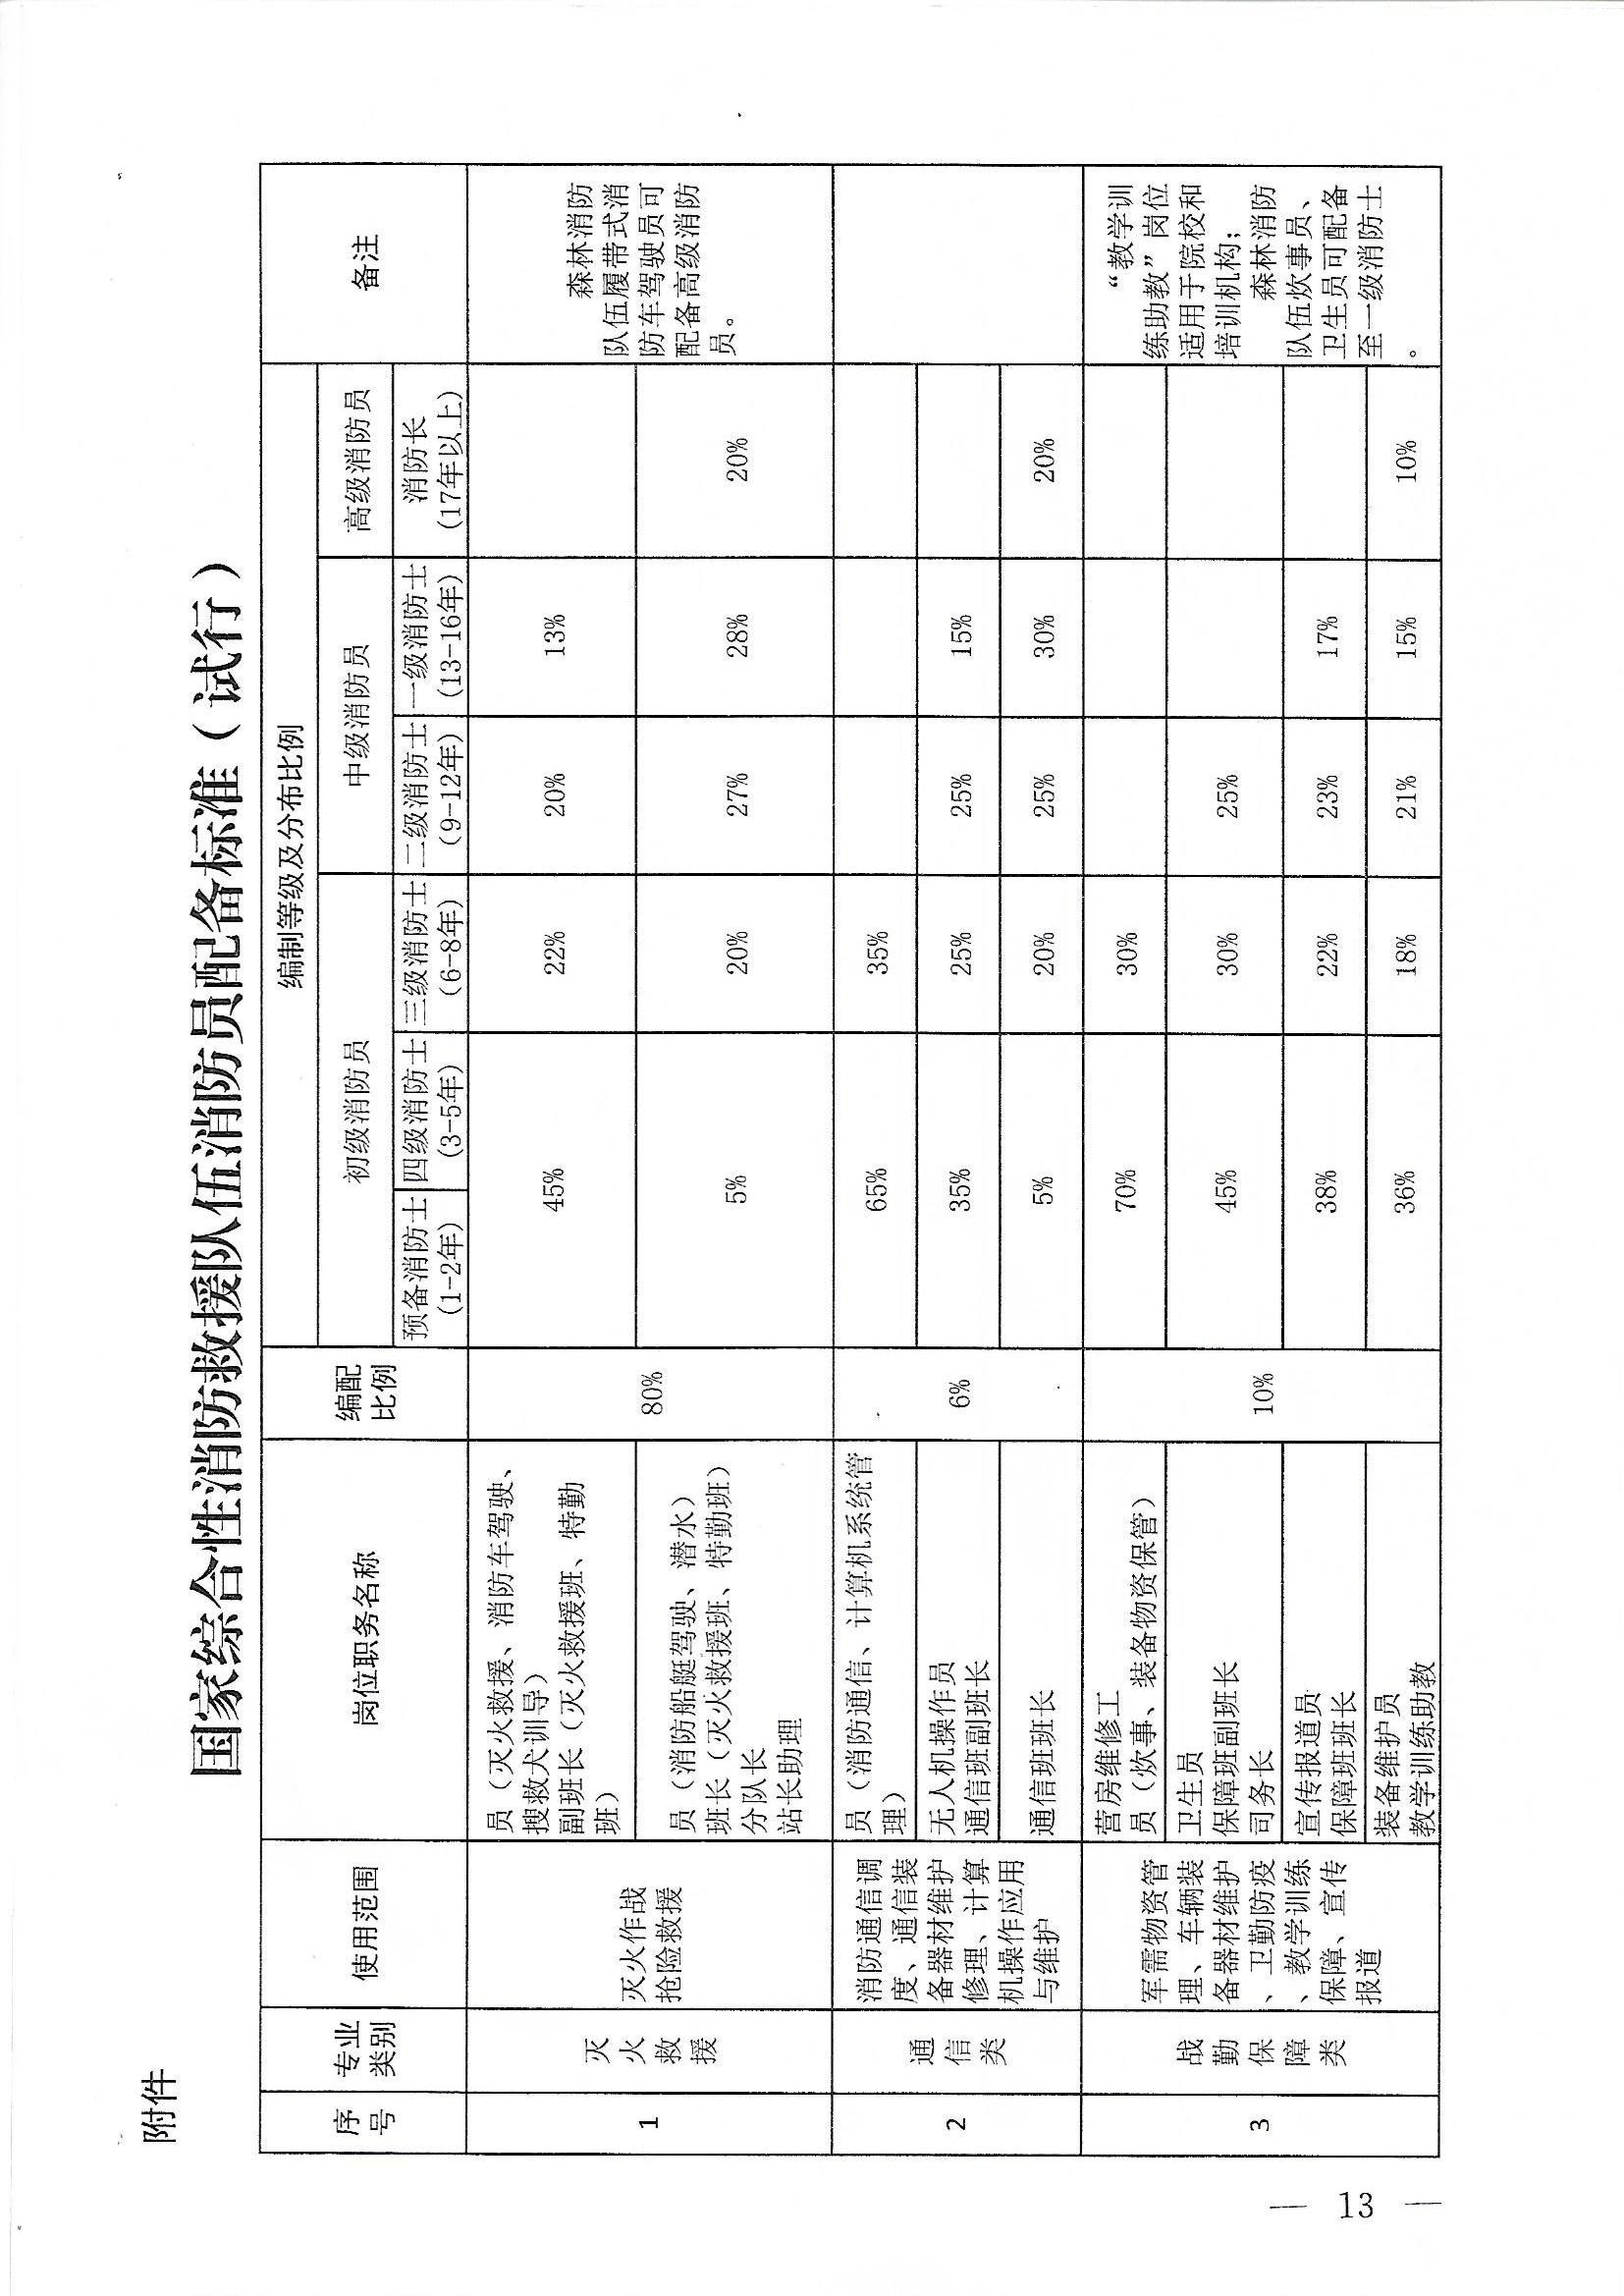 附件
国家综合性消防救援队伍消防员配备标准（试行）
序号
专业类别
使用范围
岗位职务名称
编配比例
编制等级及分布比例
备注
初级消防员
中级消防员
高级消防员
预备消防士
(1-2年)
四级消防士
(3-5年)
三级消防士
(6-8年)
二级消防士
(9-12年)
一级消防士
(13-16年)
消防长
(17年以上)
1
灭
火
救
援
灭火作战
抢险救援
员（灭火救援、消防车驾驶、
搜救犬训导）
副班长（灭火救援班、特勤
班）
80%
45%
22%
20%
13%
森林消防
队伍履带式消
防车驾驶员可
配备高级消防
员。
员（消防船艇驾驶、潜水）
班长（灭火救援班、特勤班）
分队长
站长助理
5%
20%
27%
28%
20%
2
通
信
类
消防通信调
度、通信装
备器材维护
修理、计算
机操作应用
与维护
员（消防通信、计算机系统管
理）
6%
65%
35%
无人机操作员
通信班副班长
35%
25%
25%
15%
通信班班长
5%
20%
25%
30%
20%
3
战
勤
保
障
类
军需物资管
理、车辆装
备器材维护
、卫勤防疫
、教学训练
保障、宣传
报道
营房维修工
员（炊事、装备物资保管）
10%
70%
30%
“教学训
练助教”岗位
适用于院校和
培训机构；
森林消防
队伍炊事员、
卫生员可配备
至一级消防士
。
卫生员
保障班副班长
司务长
45%
30%
25%
宣传报道员
保障班班长
38%
22%
23%
17%
装备维护员
教学训练助教
36%
18%
21%
15%
10%
— 13 —